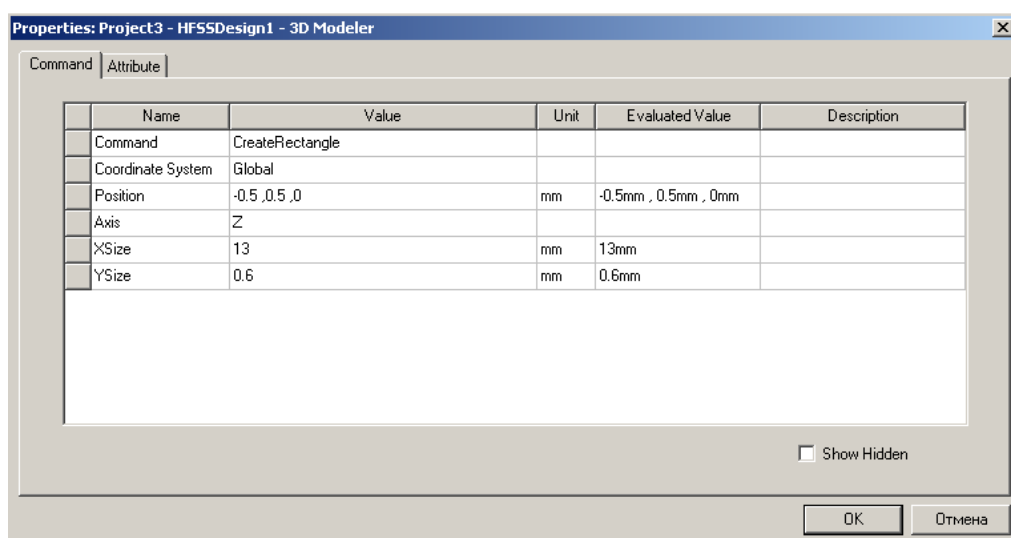 Properties: Project3 - HFSSDesign1 - 3D Modeler
Command Attribute
Name Value Unit Evaluated Value Description
Command CreateRectangle
Coordinate System Global
Position -0.5 ,0.5 ,0 mm -0.5mm , 0.5mm , 0mm
Axis Z
XSize 13 mm 13mm
YSize 0.6 mm 0.6mm
Show Hidden
OK Отмена